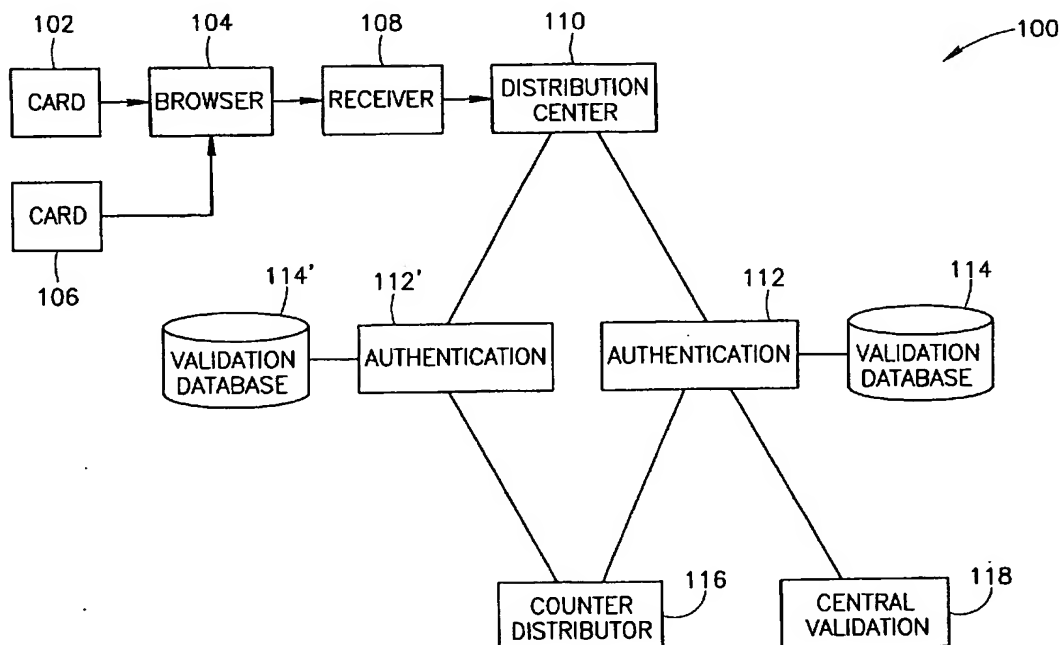 102
104
108
110
100
CARD
BROWSER
RECEIVER
DISTRIBUTION
CENTER
CARD
106
114'
112'
112
114
VALIDATION
DATABASE
AUTHENTICATION
AUTHENTICATION
VALIDATION
DATABASE
COUNTER
DISTRIBUTOR
116
CENTRAL
VALIDATION
118